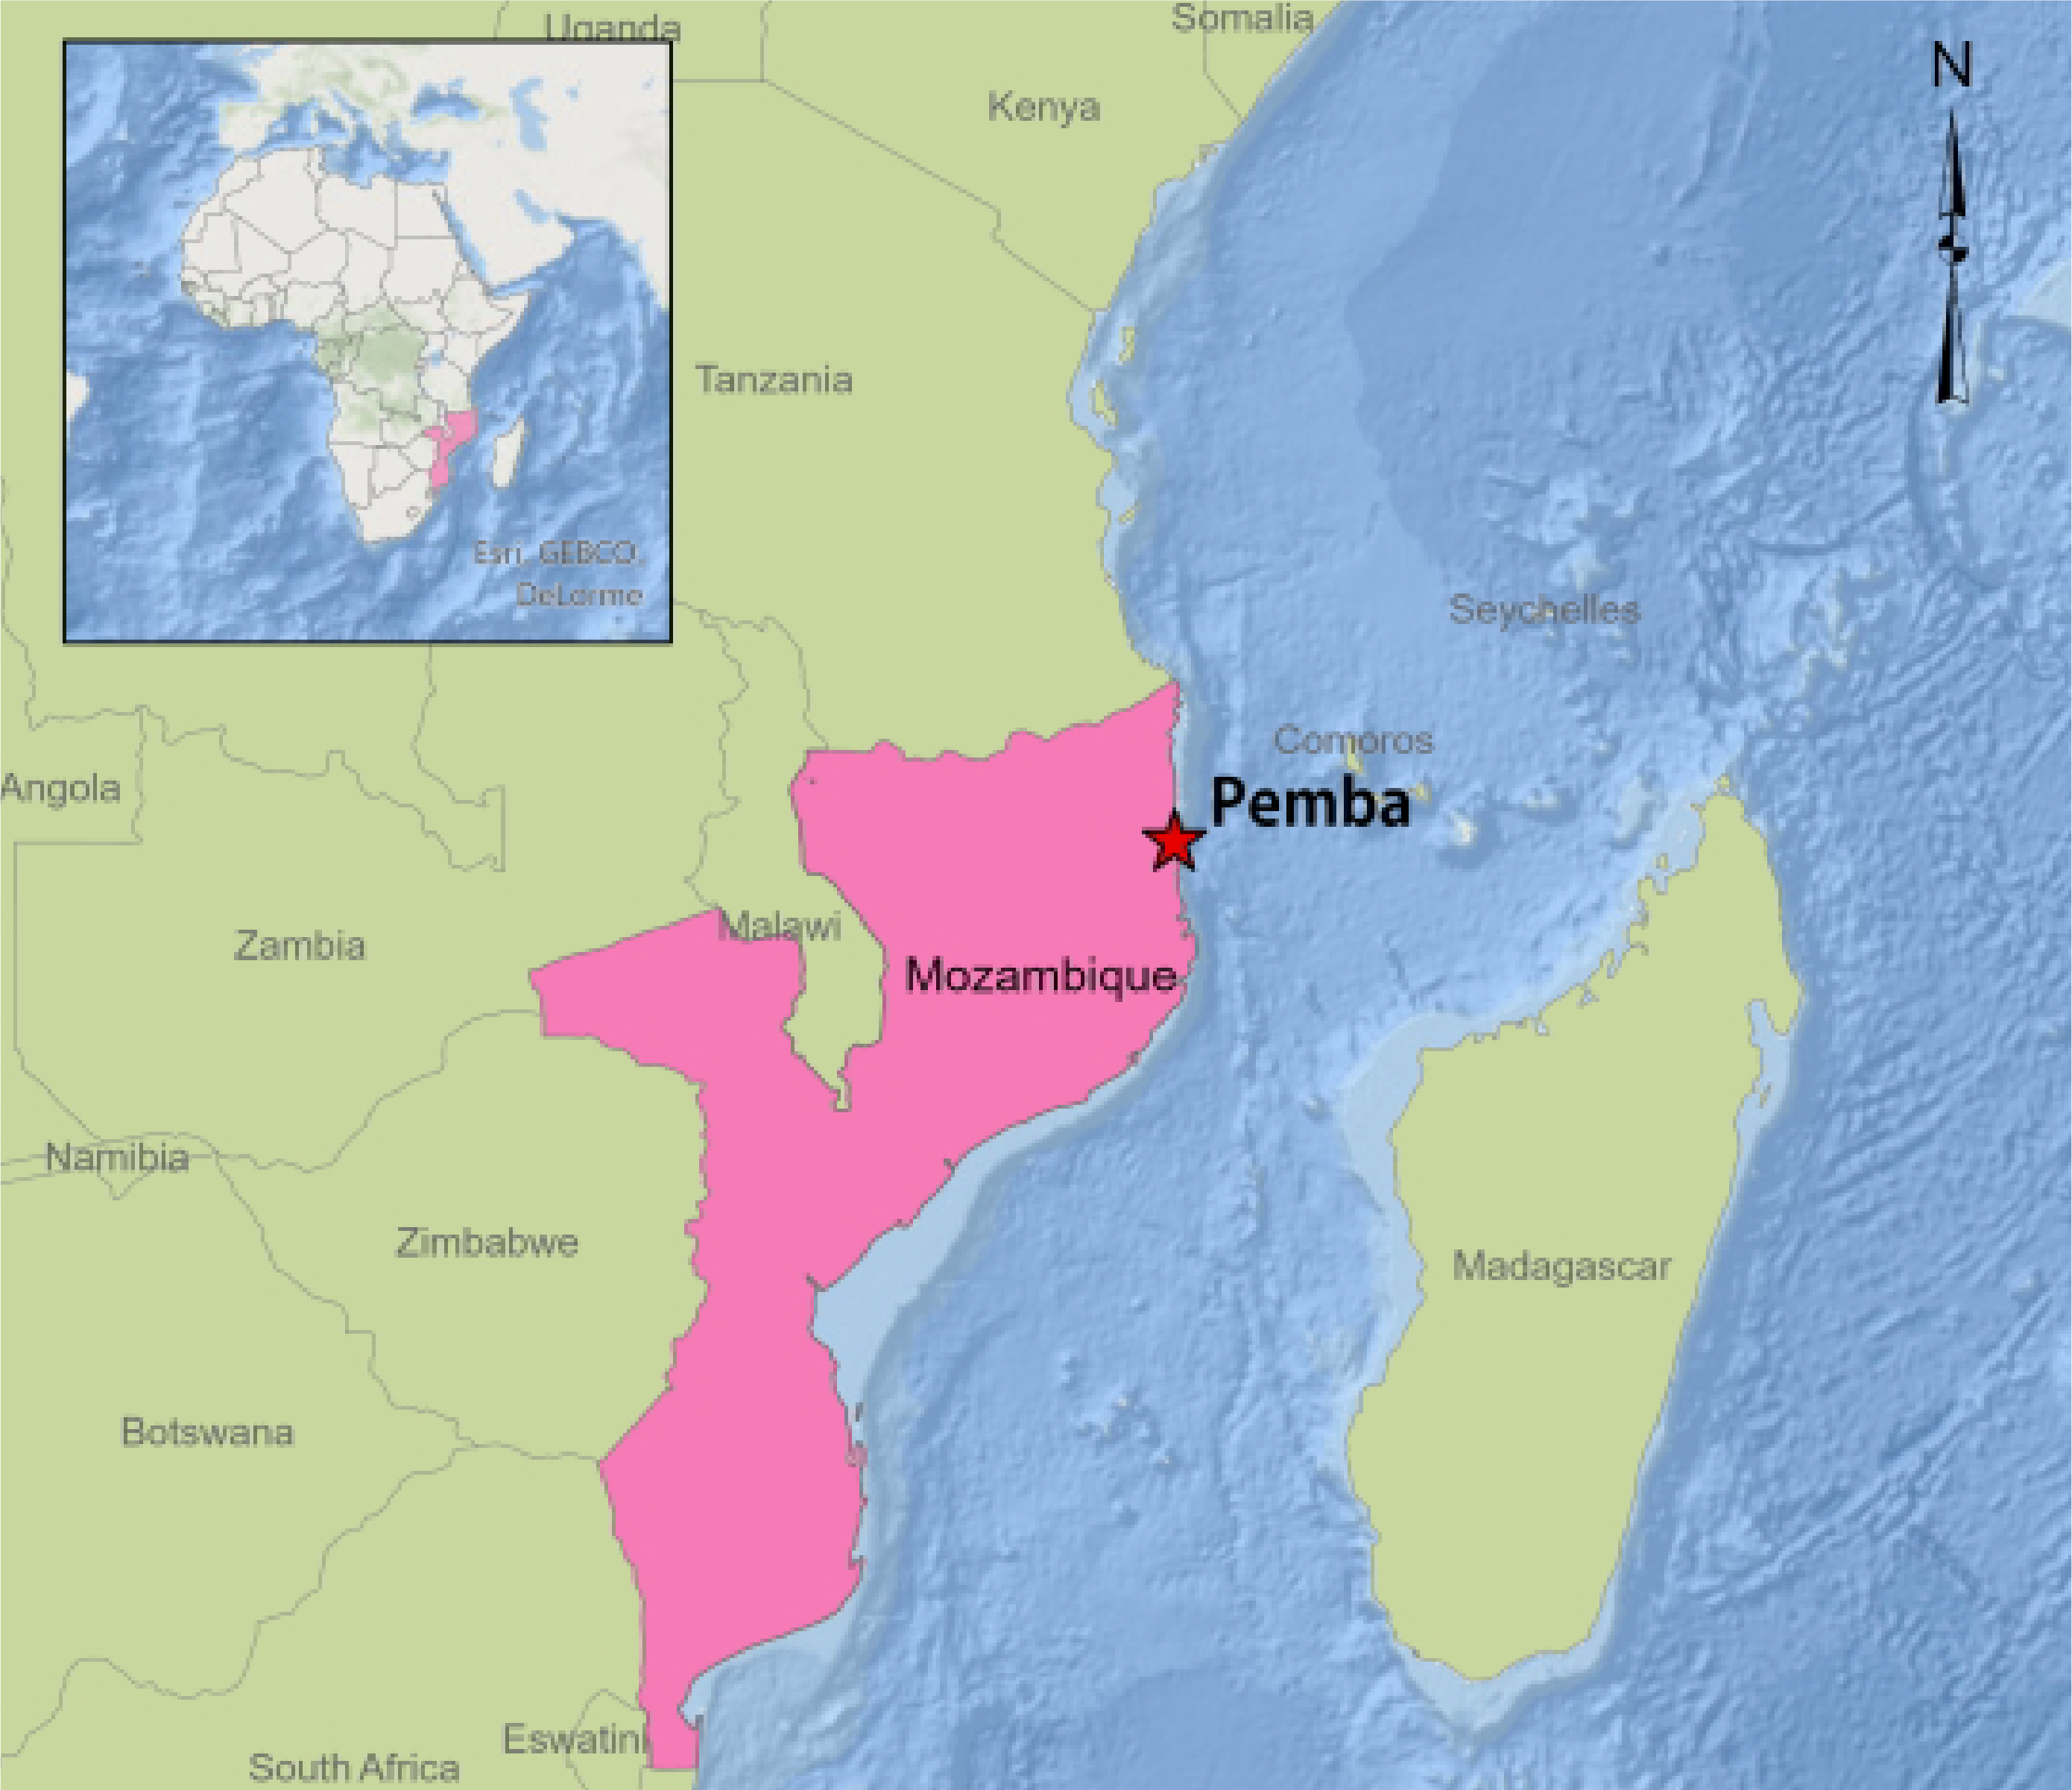 Uganda
Somalia
N
Kenya
Tanzania
Esri, GEBCO,
DeLorme
Seychelles
Comoros
Pemba
Angola
Malawi
Zambia
Mozambique
Namibia
Zimbabwe
Madagascar
Botswana
Eswatini
South Africa